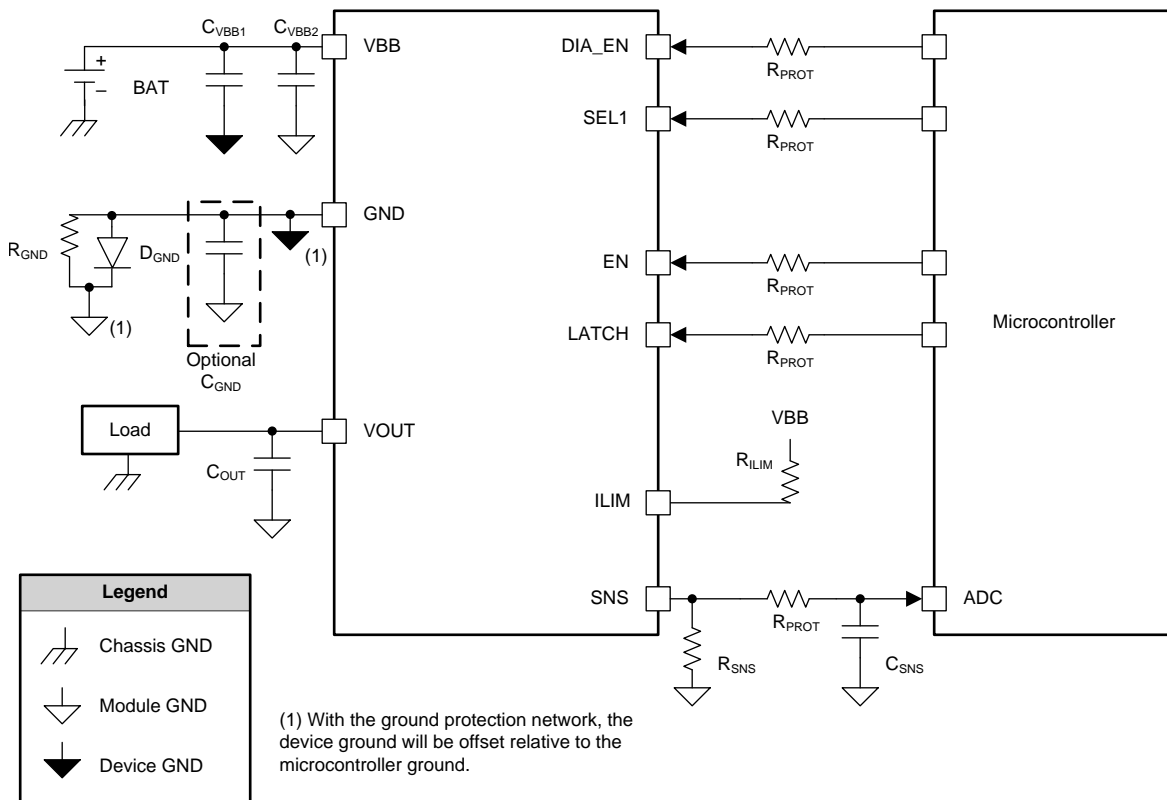 CVBB1 CVBB2
VBB
BAT
+
–
DIA_EN
RPROT
SEL1
RPROT
GND
RGND
DGND
(1)
(1)
Optional
CGND
EN
RPROT
LATCH
RPROT
Microcontroller
Load
VOUT
COUT
VBB
RILIM
ILIM
SNS
RPROT
ADC
RSNS
CSNS
Legend
Chassis GND
Module GND
Device GND
(1) With the ground protection network, the
device ground will be offset relative to the
microcontroller ground.